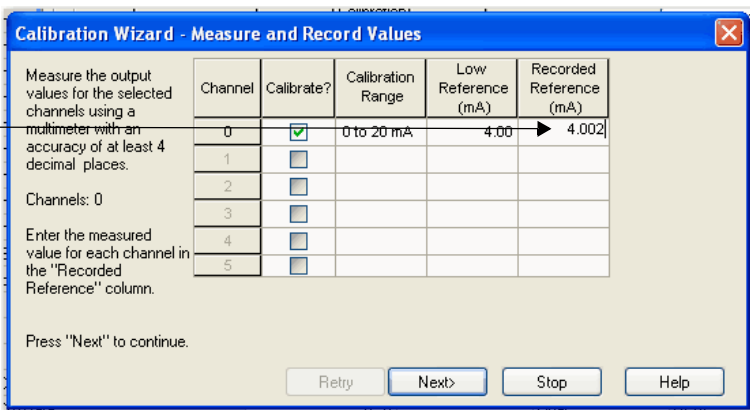 Calibration Wizard - Measure and Record Values
Measure the output
values for the selected
channels using a
multimeter with an
accuracy of at least 4
decimal places.
Channels: 0
Enter the measured
value for each channel in
the "Recorded
Reference" column.
Press "Next" to continue.
Channel Calibrate? Calibration Range Low Reference (mA) Recorded Reference (mA)
0 0 to 20 mA 4.00 4.002
1
2
3
4
5
Retry Next> Stop Help